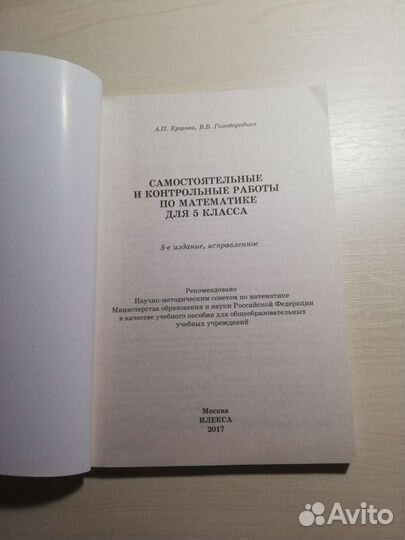 А.П. Ершова, В.В. Голобородько
САМОСТОЯТЕЛЬНЫЕ
И КОНТРОЛЬНЫЕ РАБОТЫ
ПО МАТЕМАТИКЕ
ДЛЯ 5 КЛАССА
5-е издание, исправленное
Рекомендовано
Научно-методическим советом по математике
Министерства образования и науки Российской Федерации
в качестве учебного пособия для общеобразовательных
учебных учреждений
Москва
ИЛЕКСА
2017
Avito